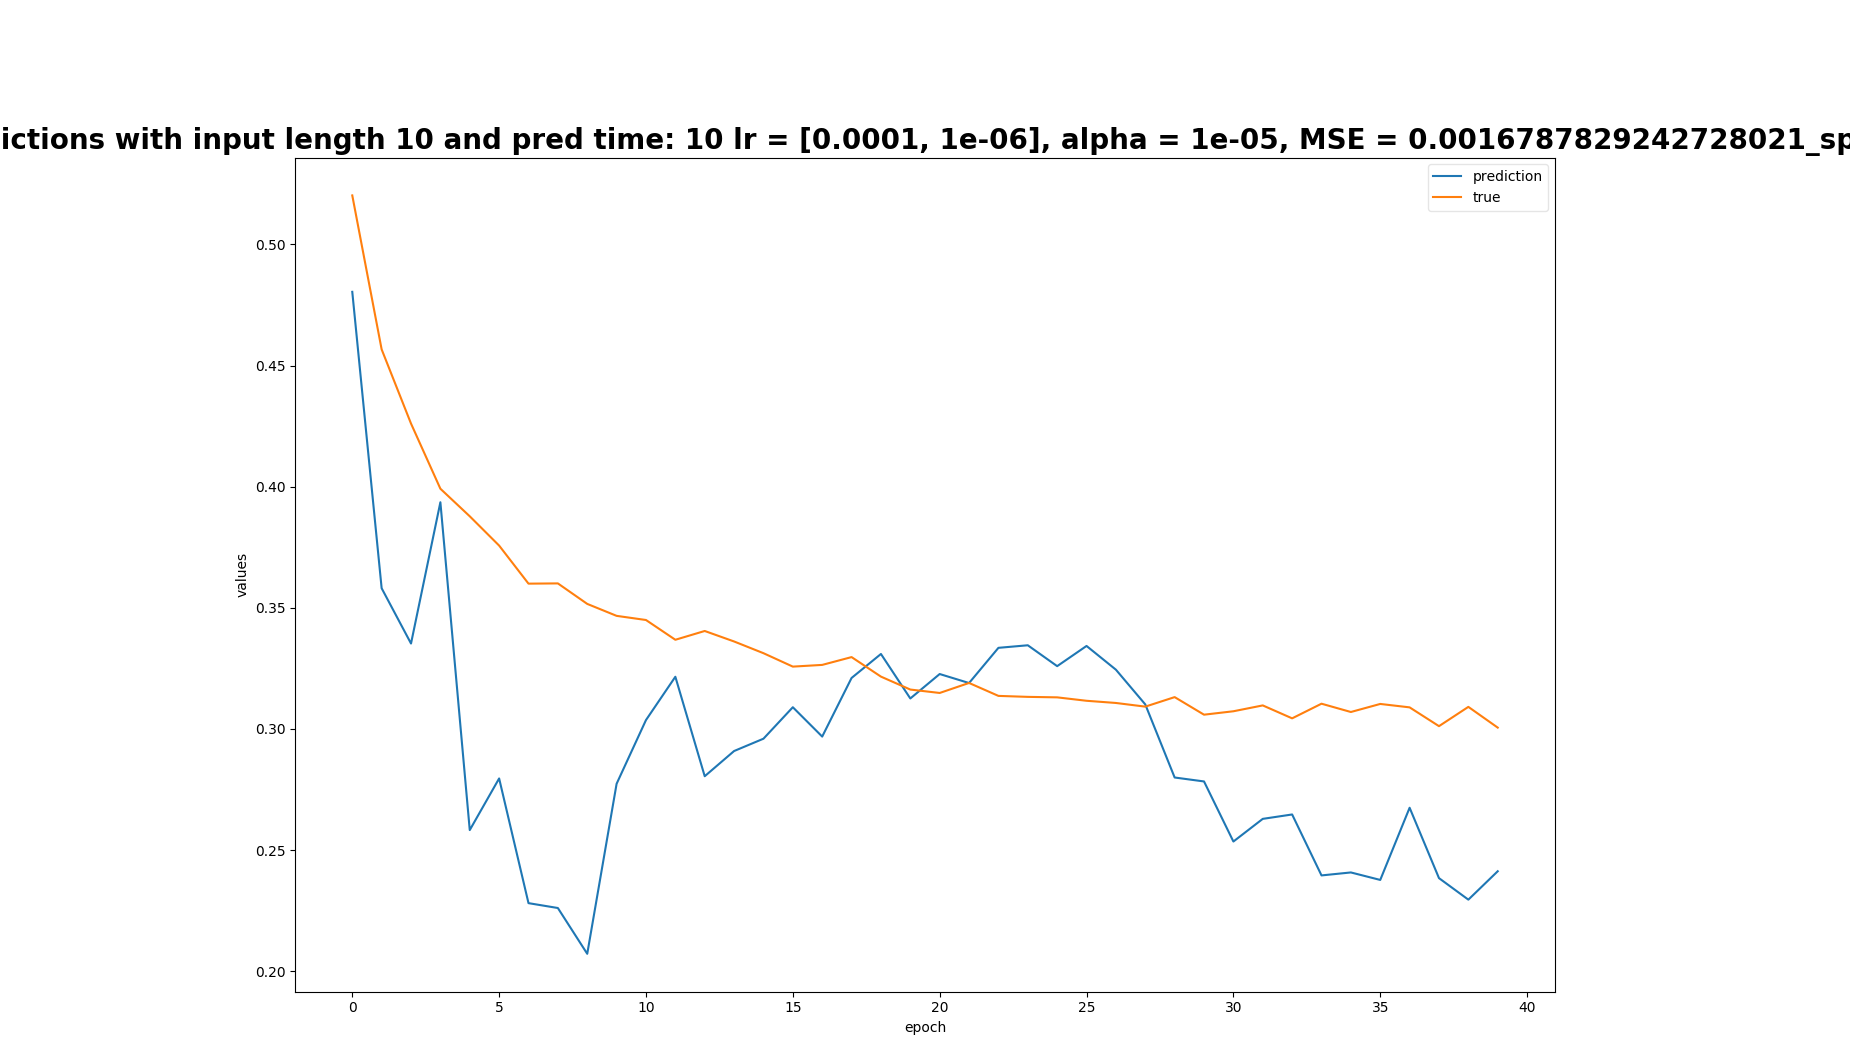 ictions with input length 10 and pred time: 10 lr = [0.0001, 1e-06], alpha = 1e-05, MSE = 0.0016787829242728021_sp
prediction
true
0.50
0.45
0.40
0.35
0.30
0.25
0.20
values
0 5 10 15 20 25 30 35 40
epoch